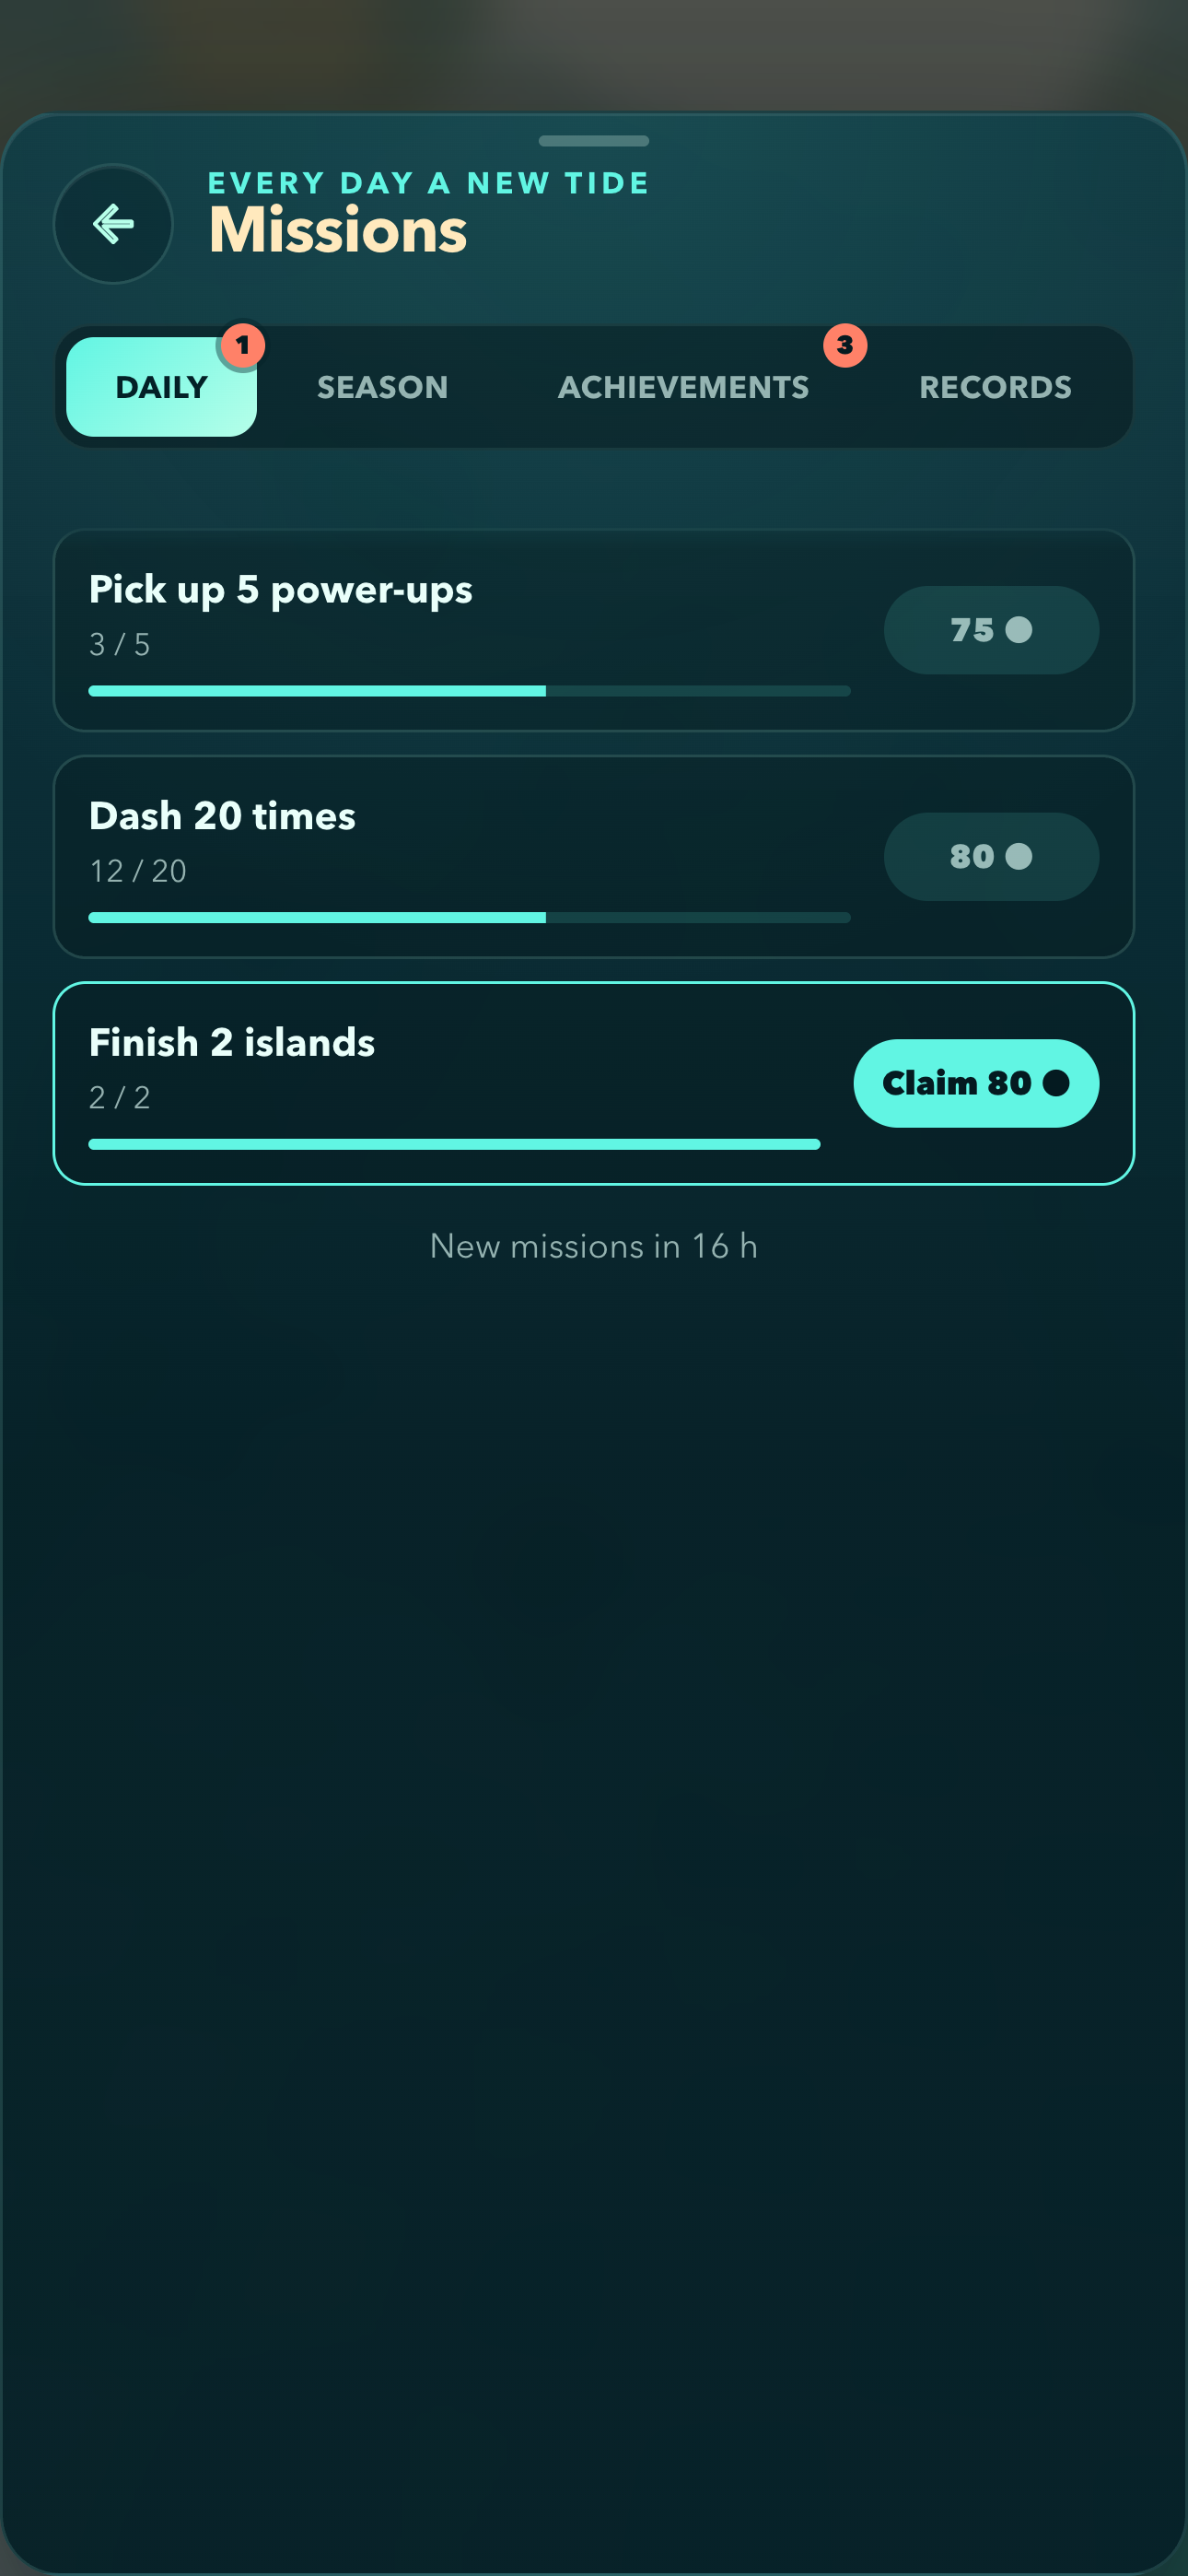 EVERY DAY A NEW TIDE
Missions
DAILY 1 SEASON ACHIEVEMENTS 3 RECORDS
Pick up 5 power-ups
3 / 5
75
Dash 20 times
12 / 20
80
Finish 2 islands
2 / 2
Claim 80
New missions in 16 h